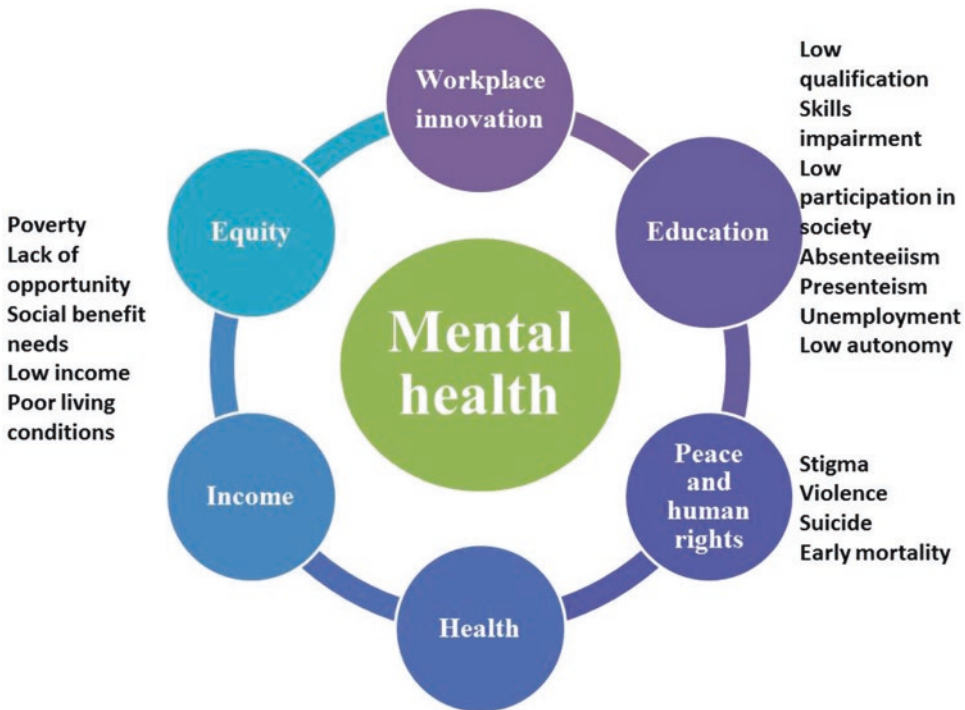 Workplace
innovation
Low
qualification
Skills
impairment
Low
participation in
society
Absenteeiism
Presenteism
Unemployment
Low autonomy
Education
Equity
Poverty
Lack of
opportunity
Social benefit
needs
Low income
Poor living
conditions
Mental
health
Income
Peace
and
human
rights
Stigma
Violence
Suicide
Early mortality
Health